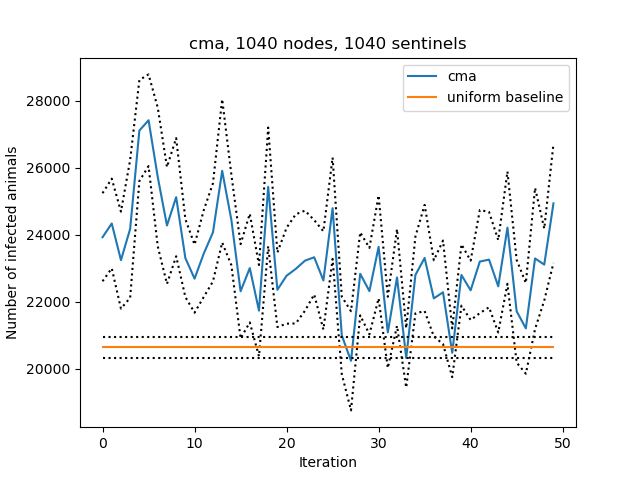 cma, 1040 nodes, 1040 sentinels
cma
uniform baseline
Number of infected animals
28000
26000
24000
22000
20000
0 10 20 30 40 50
Iteration